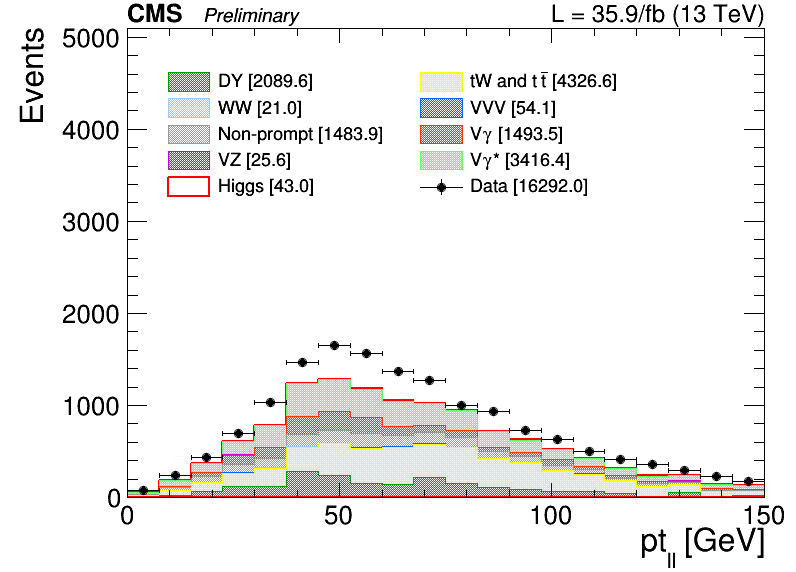 CMS Preliminary L = 35.9/fb (13 TeV)
Events
5000
4000
3000
2000
1000
0
DY [2089.6]
WW [21.0]
Non-prompt [1483.9]
VZ [25.6]
Higgs [43.0]
tW and tt̄ [4326.6]
VVV [54.1]
Vγ [1493.5]
Vγ* [3416.4]
Data [16292.0]
0 50 100 150
pt_ll [GeV]